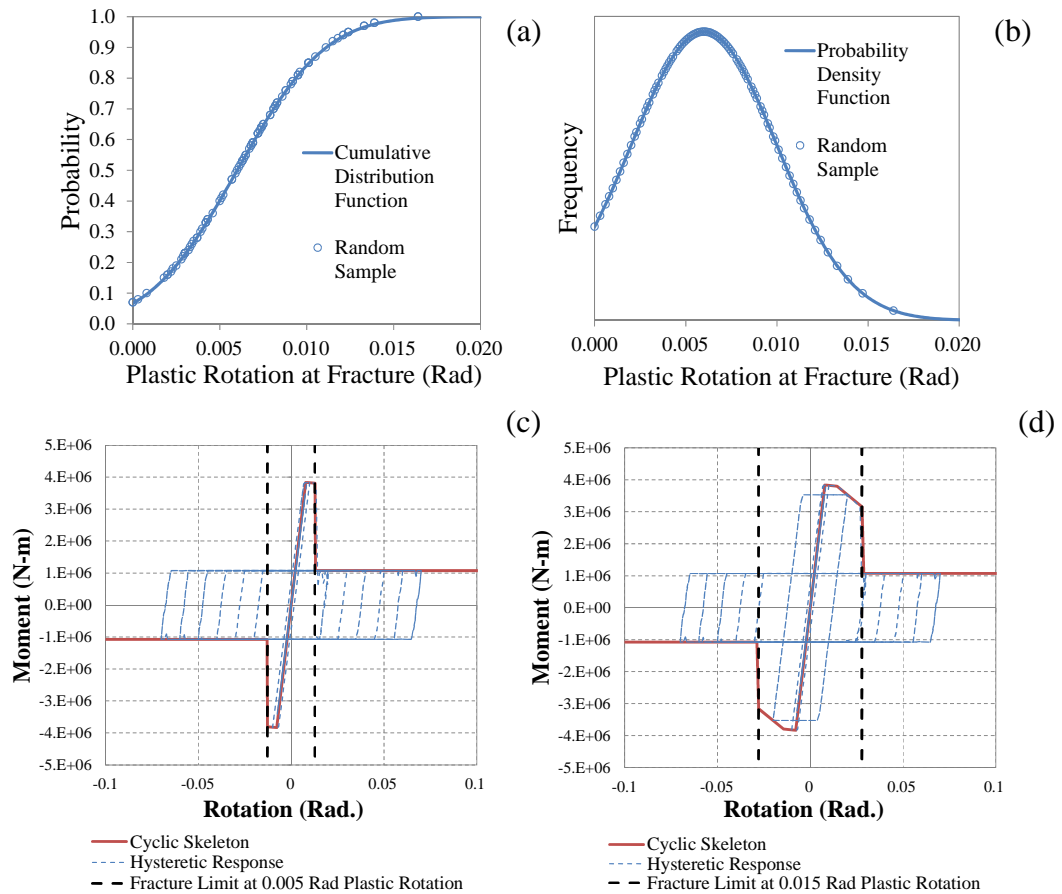 (a)
Probability
1.0
0.9
0.8
0.7
0.6
0.5
0.4
0.3
0.2
0.1
0.0
Cumulative
Distribution
Function
Random
Sample
0.000 0.005 0.010 0.015 0.020
Plastic Rotation at Fracture (Rad)
(b)
Frequency
Probability
Density
Function
Random
Sample
0.000 0.005 0.010 0.015 0.020
Plastic Rotation at Fracture (Rad)
(c)
Moment (N-m)
5.E+06
4.E+06
3.E+06
2.E+06
1.E+06
0.E+00
-1.E+06
-2.E+06
-3.E+06
-4.E+06
-5.E+06
-0.1 -0.05 0 0.05 0.1
Rotation (Rad.)
Cyclic Skeleton
Hysteretic Response
Fracture Limit at 0.005 Rad Plastic Rotation
(d)
Moment (N-m)
5.E+06
4.E+06
3.E+06
2.E+06
1.E+06
0.E+00
-1.E+06
-2.E+06
-3.E+06
-4.E+06
-5.E+06
-0.1 -0.05 0 0.05 0.1
Rotation (Rad.)
Cyclic Skeleton
Hysteretic Response
Fracture Limit at 0.015 Rad Plastic Rotation